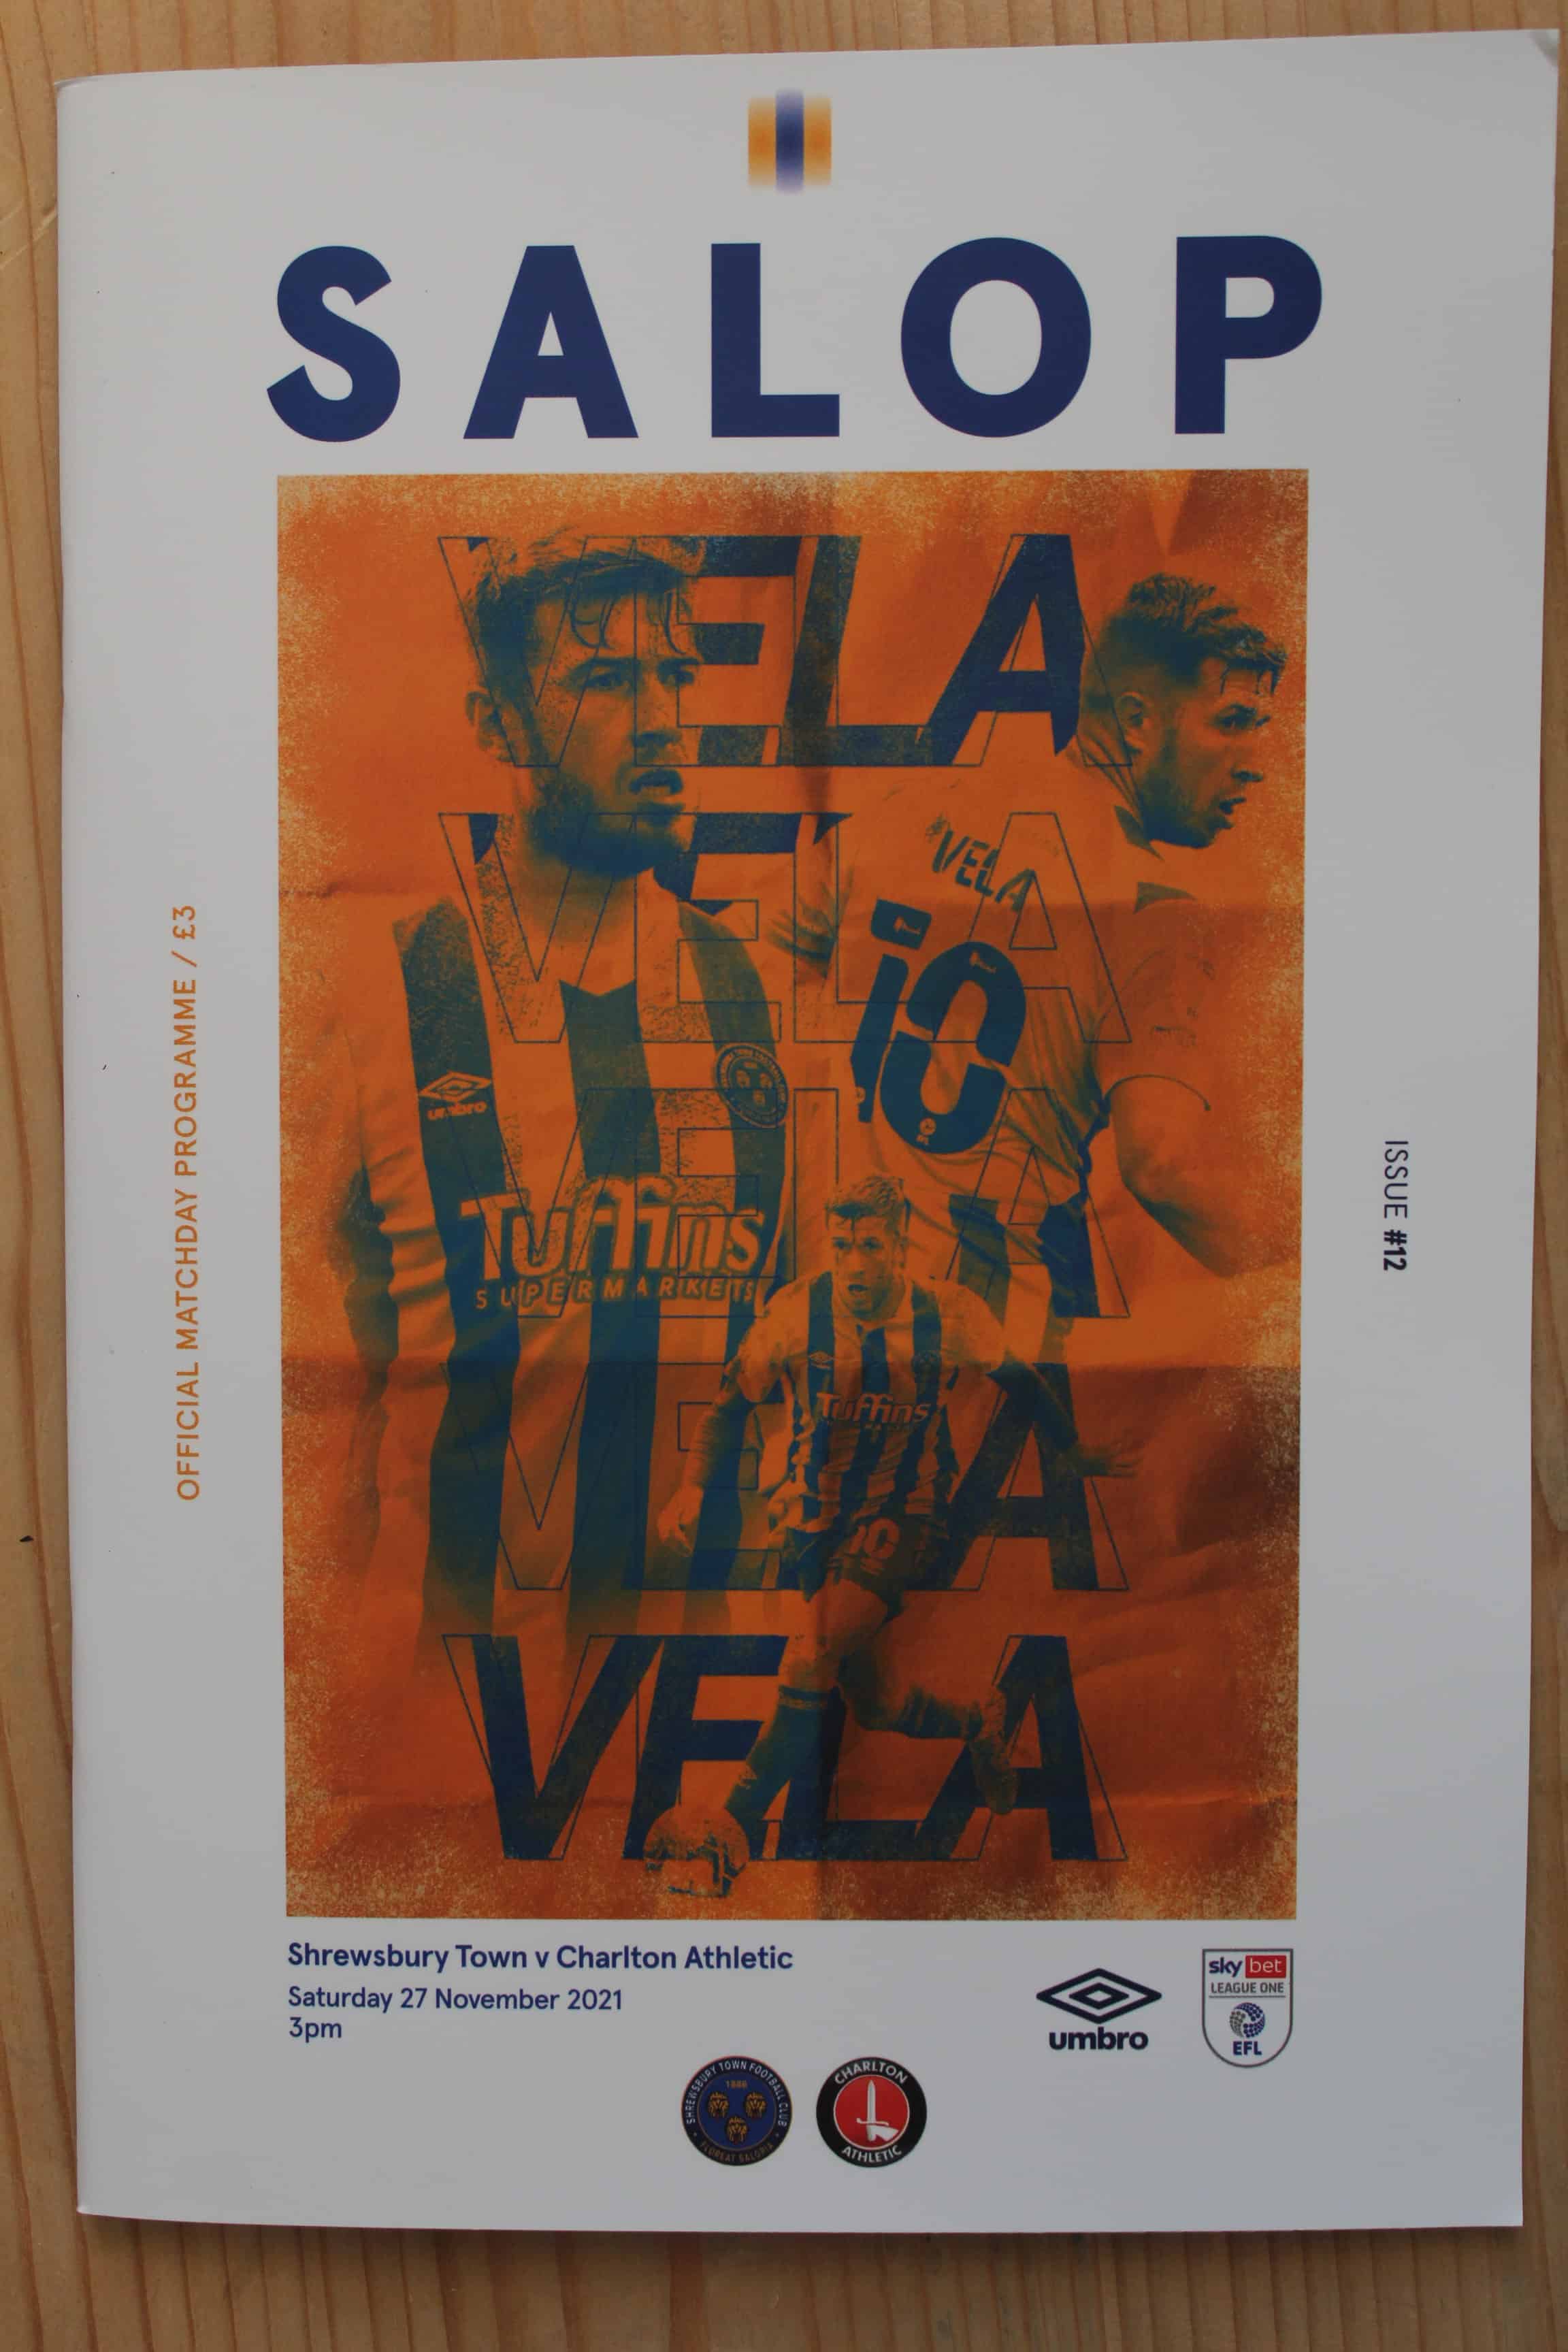 SALOP
VELA
VELA
VELA
VELA
VELA
#VELA
10
umbro
Tuffins
SUPERMARKETS
Tuffins
10
OFFICIAL MATCHDAY PROGRAMME / £3
ISSUE #12
Shrewsbury Town v Charlton Athletic
Saturday 27 November 2021
3pm
umbro
sky bet
LEAGUE ONE
EFL
SHREWSBURY TOWN FOOTBALL CLUB
1886
FLOREAT SALOPIA
CHARLTON
ATHLETIC